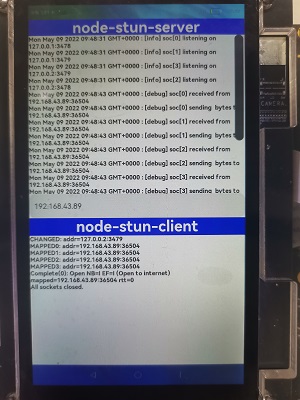 node-stun-server
Mon May 09 2022 09:48:31 GMT+0000 : [info] soc[0] listening on
127.0.0.1:3478
Mon May 09 2022 09:48:31 GMT+0000 : [info] soc[1] listening on
127.0.0.1:3479
Mon May 09 2022 09:48:31 GMT+0000 : [info] soc[3] listening on
127.0.0.2:3479
Mon May 09 2022 09:48:31 GMT+0000 : [info] soc[2] listening on
127.0.0.2:3478
Mon May 09 2022 09:48:43 GMT+0000 : [debug] soc[0] received from
192.168.43.89:36504
Mon May 09 2022 09:48:43 GMT+0000 : [debug] soc[0] sending bytes to
192.168.43.89:36504
Mon May 09 2022 09:48:43 GMT+0000 : [debug] soc[1] received from
192.168.43.89:36504
Mon May 09 2022 09:48:43 GMT+0000 : [debug] soc[1] sending bytes to
192.168.43.89:36504
Mon May 09 2022 09:48:43 GMT+0000 : [debug] soc[2] received from
192.168.43.89:36504
Mon May 09 2022 09:48:43 GMT+0000 : [debug] soc[2] sending bytes to
192.168.43.89:36504
Mon May 09 2022 09:48:43 GMT+0000 : [debug] soc[3] received from
192.168.43.89:36504
Mon May 09 2022 09:48:43 GMT+0000 : [debug] soc[3] sending bytes to
192.168.43.89
node-stun-client
CHANGED: addr=127.0.0.2:3479
MAPPED0: addr=192.168.43.89:36504
MAPPED1: addr=192.168.43.89:36504
MAPPED2: addr=192.168.43.89:36504
MAPPED3: addr=192.168.43.89:36504
Complete(0): Open NB=I EF=I (Open to internet)
mapped=192.168.43.89:36504 rtt=0
All sockets closed.
CAMERA